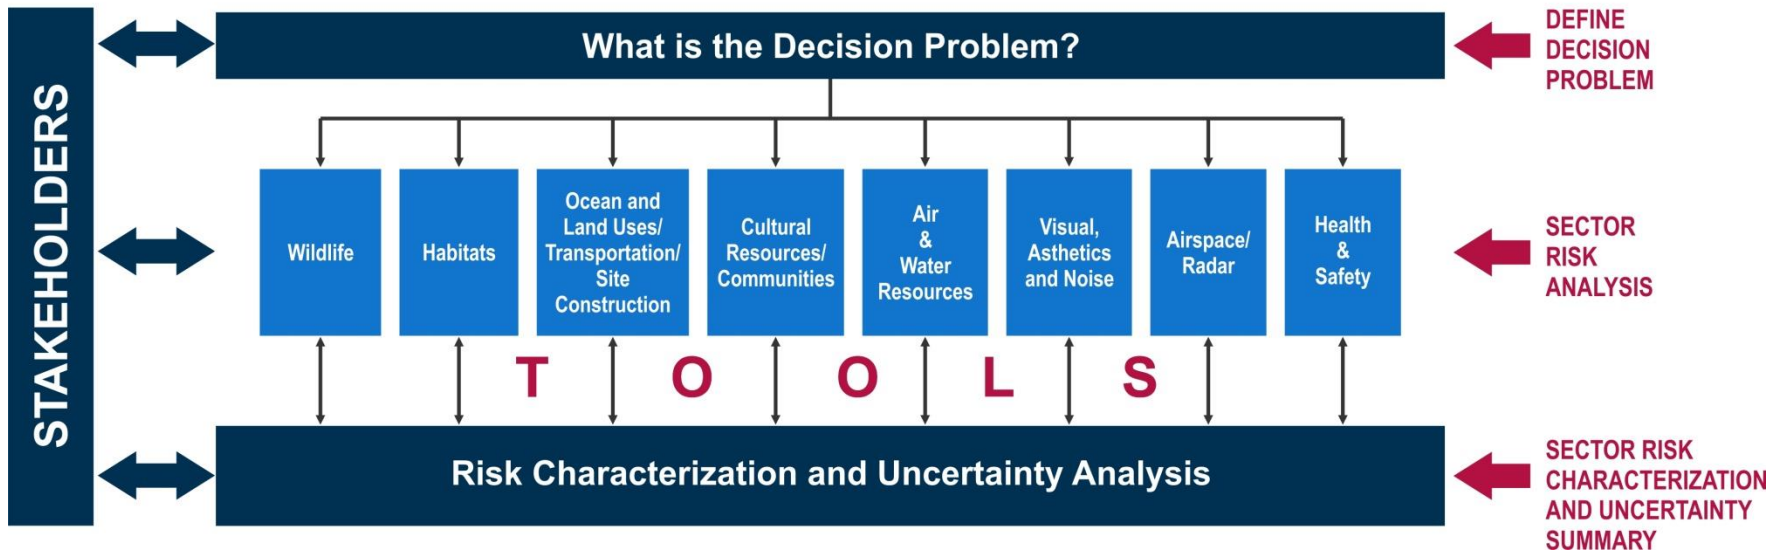 STAKEHOLDERS
What is the Decision Problem?
DEFINE
DECISION
PROBLEM
Wildlife
Habitats
Ocean and
Land Uses/
Transportation/
Site
Construction
Cultural
Resources/
Communities
Air
&
Water
Resources
Visual,
Asthetics
and Noise
Airspace/
Radar
Health
&
Safety
SECTOR
RISK
ANALYSIS
T O O L S
Risk Characterization and Uncertainty Analysis
SECTOR RISK
CHARACTERIZATION
AND UNCERTAINTY
SUMMARY